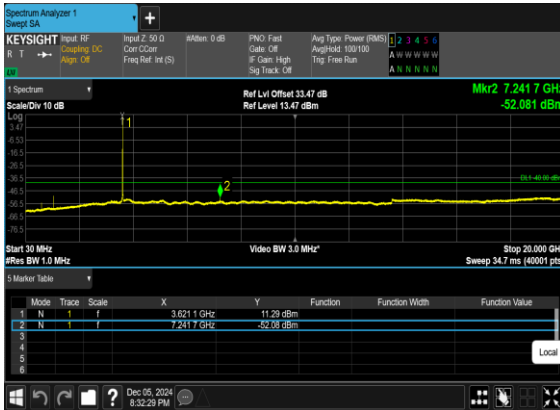 Spectrum Analyzer 1
Swept SA
+
KEYSIGHT
R T
Input: RF
Coupling: DC
Align: Off
Input Z: 50 Ω
Corr CCorr
Freq Ref: Int (S)
#Atten: 0 dB
PNO: Fast
Gate: Off
IF Gain: High
Sig Track: Off
Avg Type: Power (RMS)
Avg|Hold: 100/100
Trig: Free Run
1 2 3 4 5 6
A W W W W W
A N N N N N
1 Spectrum
Scale/Div 10 dB
Ref Lvl Offset 33.47 dB
Ref Level 13.47 dBm
Mkr2 7.241 7 GHz
-52.081 dBm
Log
3.47
-6.53
-16.5
-26.5
-36.5
-46.5
-56.5
-66.5
-76.5
1
2
DL1 -40.00 dBm
Start 30 MHz
#Res BW 1.0 MHz
Video BW 3.0 MHz*
Stop 20.000 GH
Sweep 34.7 ms (40001 pts
5 Marker Table
Mode Trace Scale X Y Function Function Width Function Value
1 N 1 f 3.621 1 GHz 11.29 dBm
2 N 1 f 7.241 7 GHz -52.08 dBm
3
4
5
6
Local
?
Dec 05, 2024
8:32:29 PM